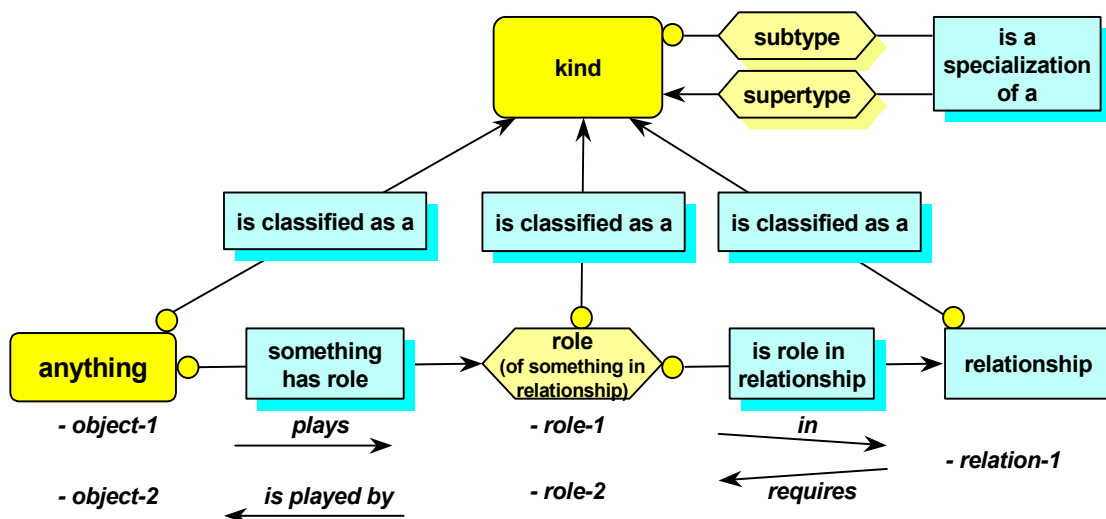 subtype
is a
specialization
of a
kind
supertype
is classified as a
is classified as a
is classified as a
anything
something
has role
role
(of something in
relationship)
is role in
relationship
relationship
- object-1
plays
- role-1
in
- relation-1
- object-2
is played by
- role-2
requires